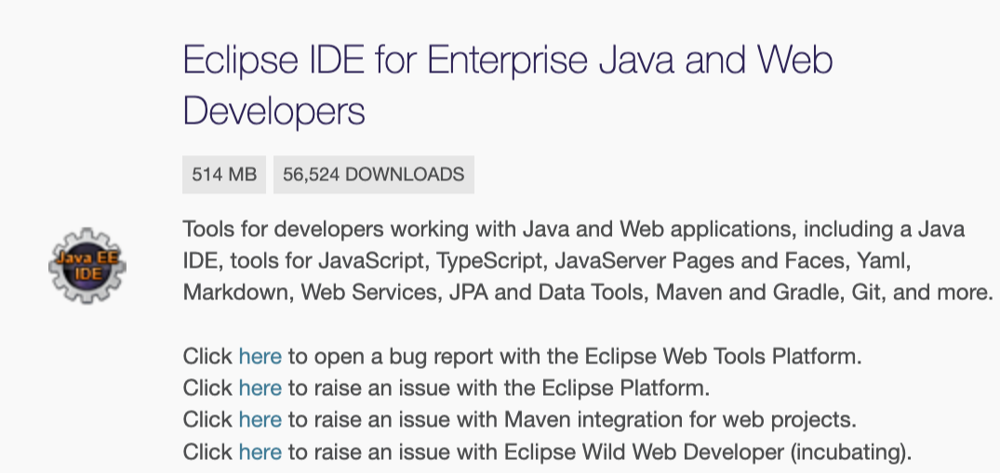 Eclipse IDE for Enterprise Java and Web
Developers
514 MB 56,524 DOWNLOADS
Tools for developers working with Java and Web applications, including a Java
IDE, tools for JavaScript, TypeScript, JavaServer Pages and Faces, Yaml,
Markdown, Web Services, JPA and Data Tools, Maven and Gradle, Git, and more.
Java EE
IDE
Click here to open a bug report with the Eclipse Web Tools Platform.
Click here to raise an issue with the Eclipse Platform.
Click here to raise an issue with Maven integration for web projects.
Click here to raise an issue with Eclipse Wild Web Developer (incubating).